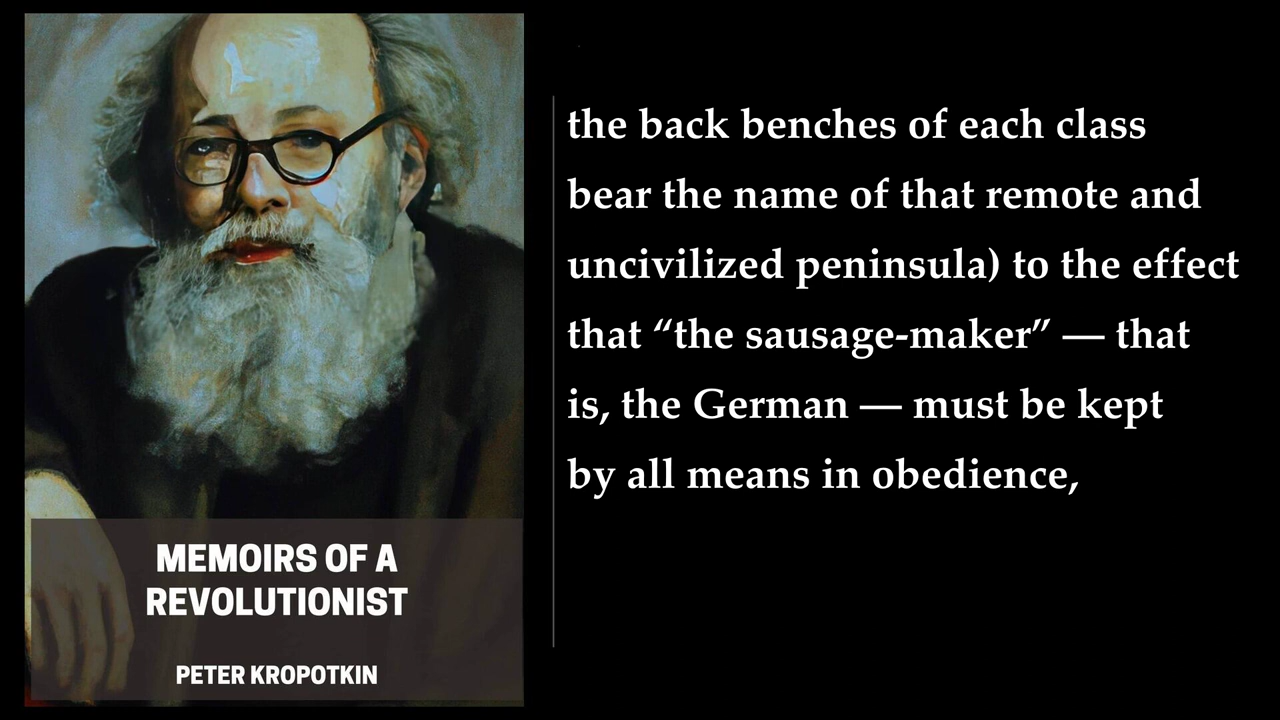 the back benches of each class
bear the name of that remote and
uncivilized peninsula) to the effect
that “the sausage-maker” — that
is, the German — must be kept
by all means in obedience,
MEMOIRS OF A
REVOLUTIONIST
PETER KROPOTKIN